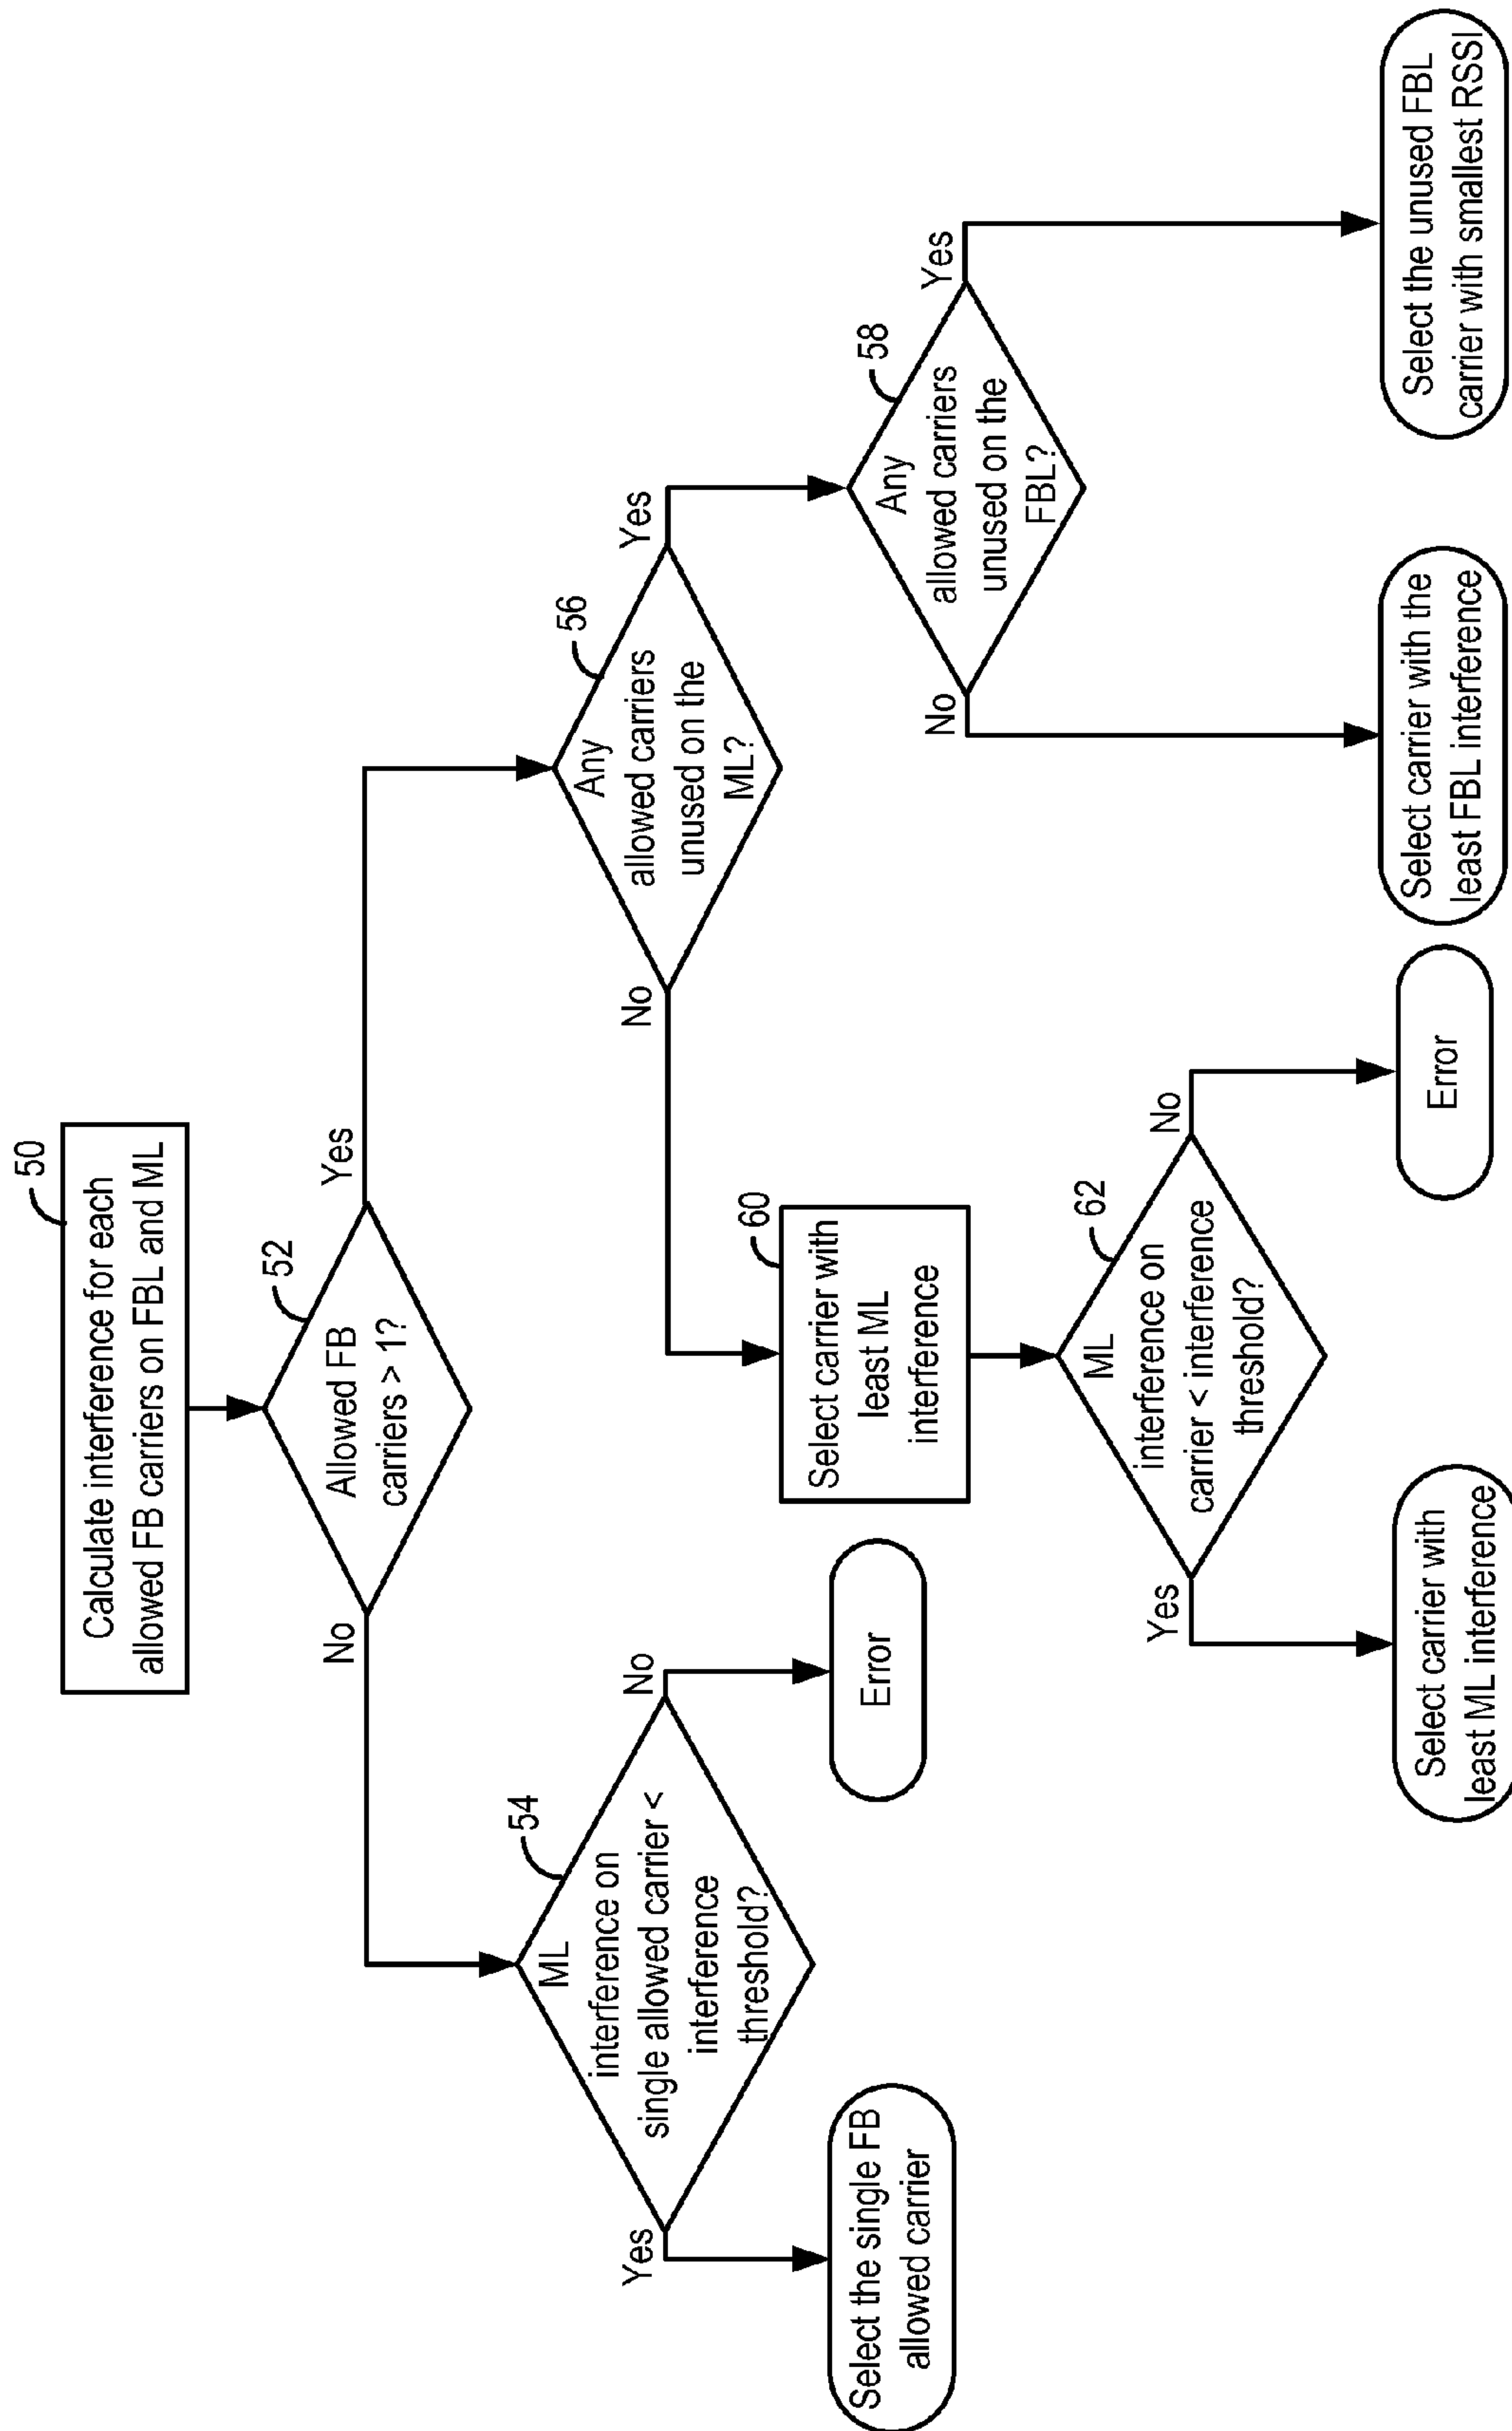 50
Calculate interference for each
allowed FB carriers on FBL and ML
52
Allowed FB
carriers > 1?
No
Yes
54
ML
interference on
single allowed carrier <
interference
threshold?
Yes
No
Select the single FB
allowed carrier
Error
56
Any
allowed carriers
unused on the
ML?
No
Yes
60
Select carrier with
least ML
interference
62
ML
interference on
carrier < interference
threshold?
Yes
No
Select carrier with
least ML interference
Error
58
Any
allowed carriers
unused on the
FBL?
No
Yes
Select carrier with the
least FBL interference
Select the unused FBL
carrier with smallest RSSI